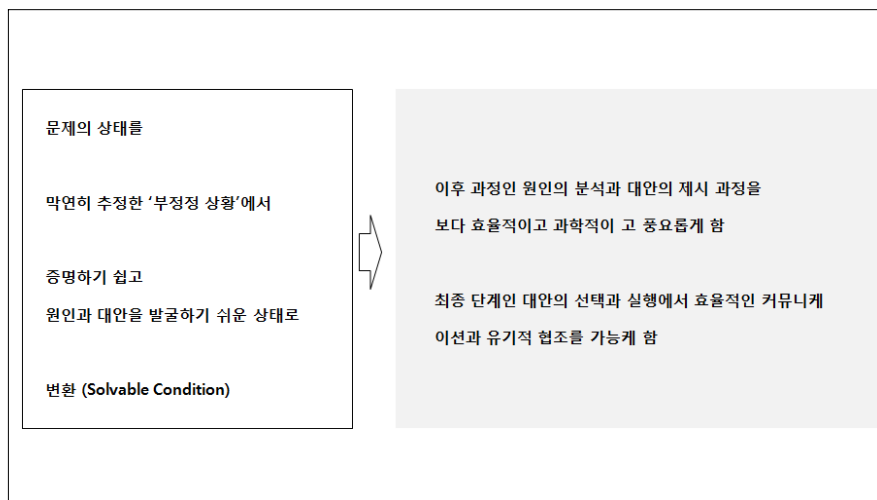 문제의 상태를
막연히 추정한 ‘부정정 상황’에서
증명하기 쉽고
원인과 대안을 발굴하기 쉬운 상태로
변환 (Solvable Condition)
이후 과정인 원인의 분석과 대안의 제시 과정을
보다 효율적이고 과학적이 고 풍요롭게 함
최종 단계인 대안의 선택과 실행에서 효율적인 커뮤니케
이션과 유기적 협조를 가능케 함